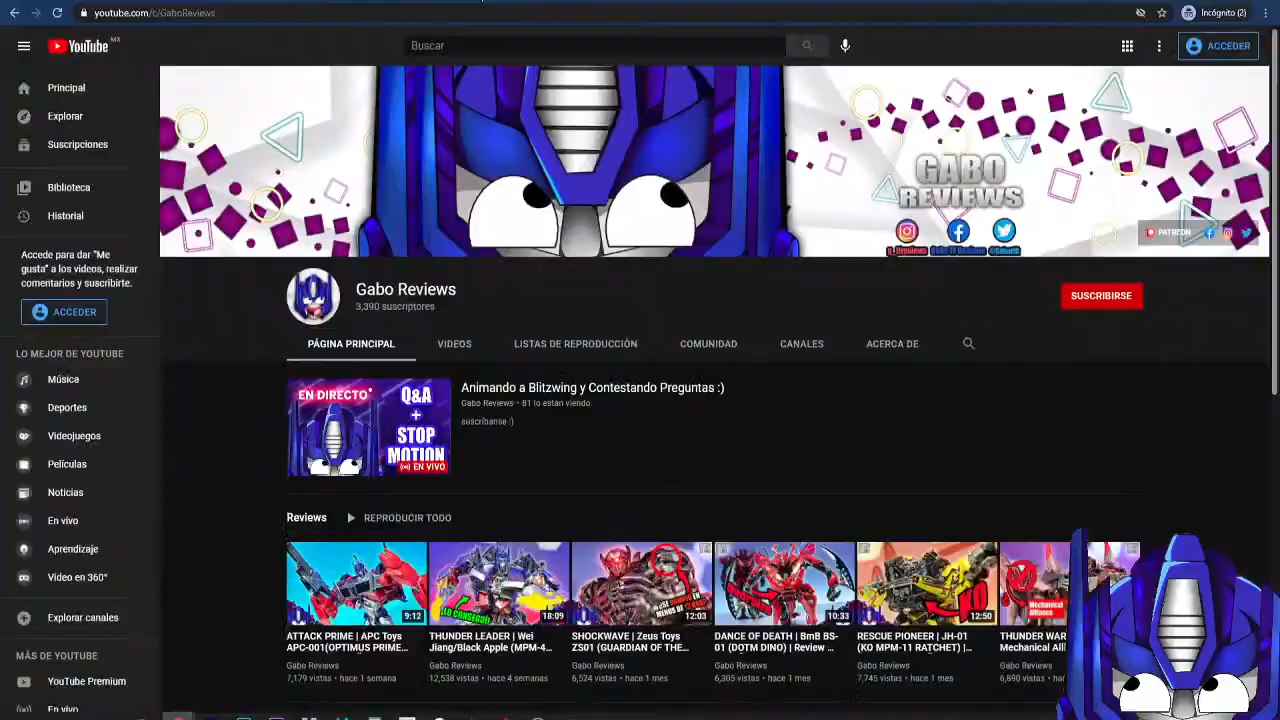 youtube.com/c/GaboReviews
Incógnito (2)
YouTube MX
Buscar
ACCEDER
Principal
Explorar
Suscripciones
Biblioteca
Historial
Accede para dar "Me
gusta" a los videos, realizar
comentarios y suscribirte.
ACCEDER
LO MEJOR DE YOUTUBE
Música
Deportes
Videojuegos
Películas
Noticias
En vivo
Aprendizaje
Video en 360°
Explorar canales
MÁS DE YOUTUBE
YouTube Premium
En vivo
GABO
REVIEWS
PATREON
Gabo Reviews
3,390 suscriptores
SUSCRIBIRSE
PÁGINA PRINCIPAL
VIDEOS
LISTAS DE REPRODUCCIÓN
COMUNIDAD
CANALES
ACERCA DE
EN DIRECTO
Q&A
+
STOP
MOTION
EN VIVO
Animando a Blitzwing y Contestando Preguntas :)
Gabo Reviews • 81 lo están viendo
suscríbanse :)
Reviews
REPRODUCIR TODO
9:12
ATTACK PRIME | APC Toys
APC-001(OPTIMUS PRIME...
Gabo Reviews
7,179 vistas • hace 1 semana
¡LO CONSEGUÍ!
18:09
THUNDER LEADER | Wei
Jiang/Black Apple (MPM-4...
Gabo Reviews
12,538 vistas • hace 4 semanas
12:03
SHOCKWAVE | Zeus Toys
ZS01 (GUARDIAN OF THE...
Gabo Reviews
6,524 vistas • hace 1 mes
10:33
DANCE OF DEATH | BmB BS-
01 (DOTM DINO) | Review ...
Gabo Reviews
6,305 vistas • hace 1 mes
KO
12:50
RESCUE PIONEER | JH-01
(KO MPM-11 RATCHET) |...
Gabo Reviews
7,745 vistas • hace 1 mes
Mechanical
Alliance
THUNDER WAR
Mechanical Alli
Gabo Reviews
6,890 vistas